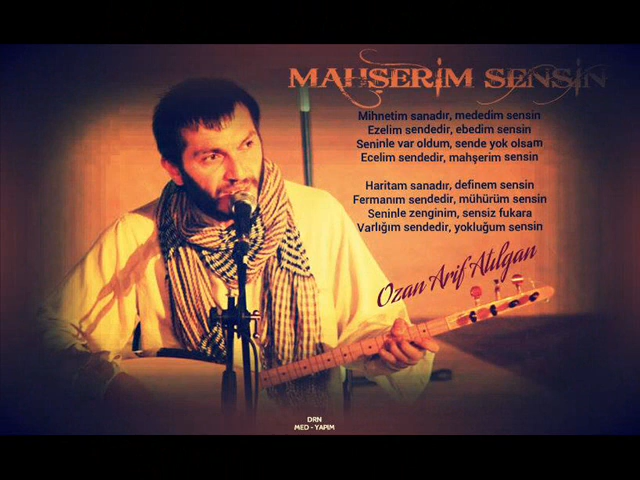 MAHŞERİM SENSİN
Mihnetim sanadır, mededim sensin
Ezelim sendedir, ebedim sensin
Seninle var oldum, sende yok olsam
Ecelim sendedir, mahşerim sensin
Haritam sanadır, definem sensin
Fermanım sendedir, mühürüm sensin
Seninle zenginim, sensiz fukara
Varlığım sendedir, yokluğum sensin
Ozan Arif Atılgan
DRN
MED - YAPIM